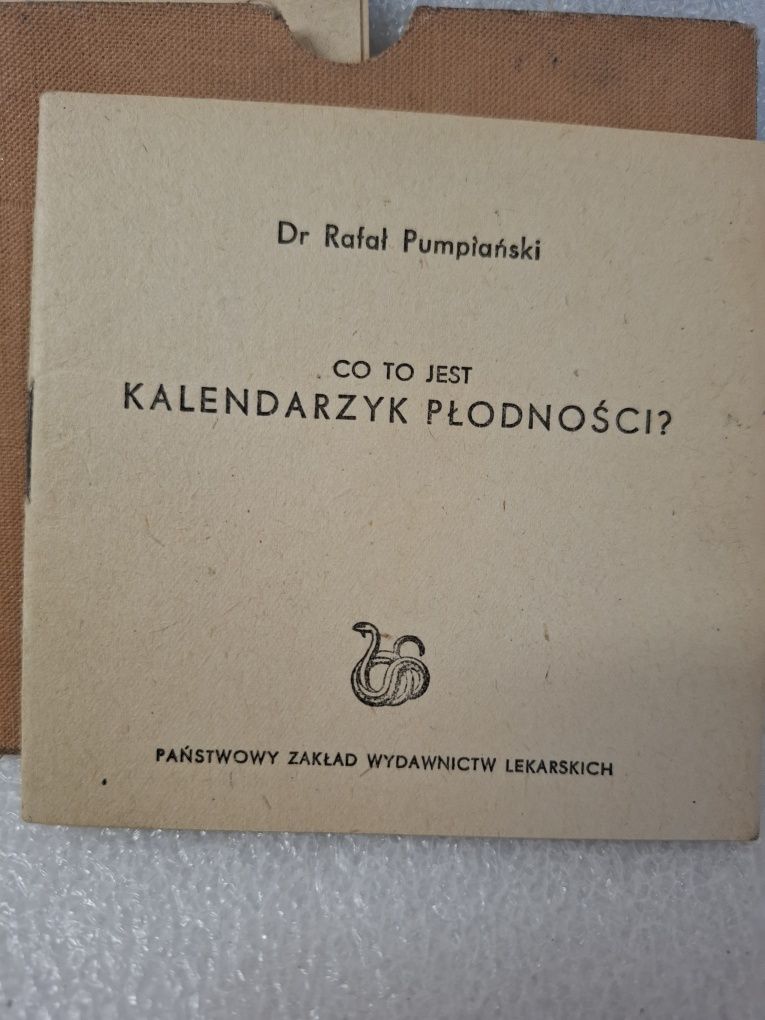 Dr Rafał Pumpiański
CO TO JEST
KALENDARZYK PŁODNOŚCI?
PAŃSTWOWY ZAKŁAD WYDAWNICTW LEKARSKICH